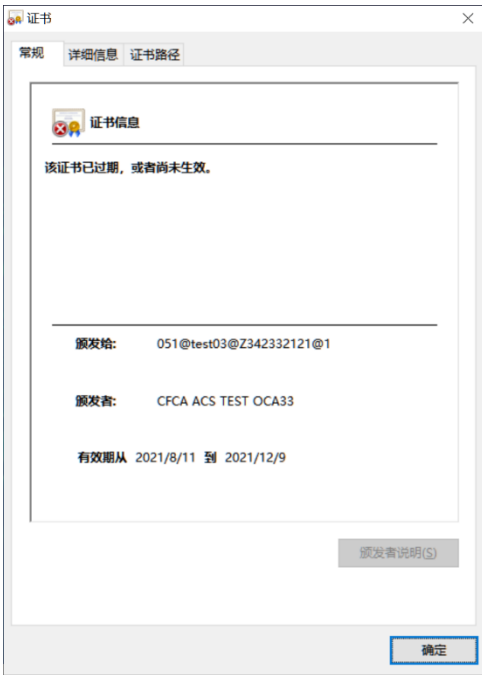 证书
常规 详细信息 证书路径
证书信息
该证书已过期，或者尚未生效。
颁发给: 051@test03@Z342332121@1
颁发者: CFCA ACS TEST OCA33
有效期从 2021/8/11 到 2021/12/9
颁发者说明(S)
确定